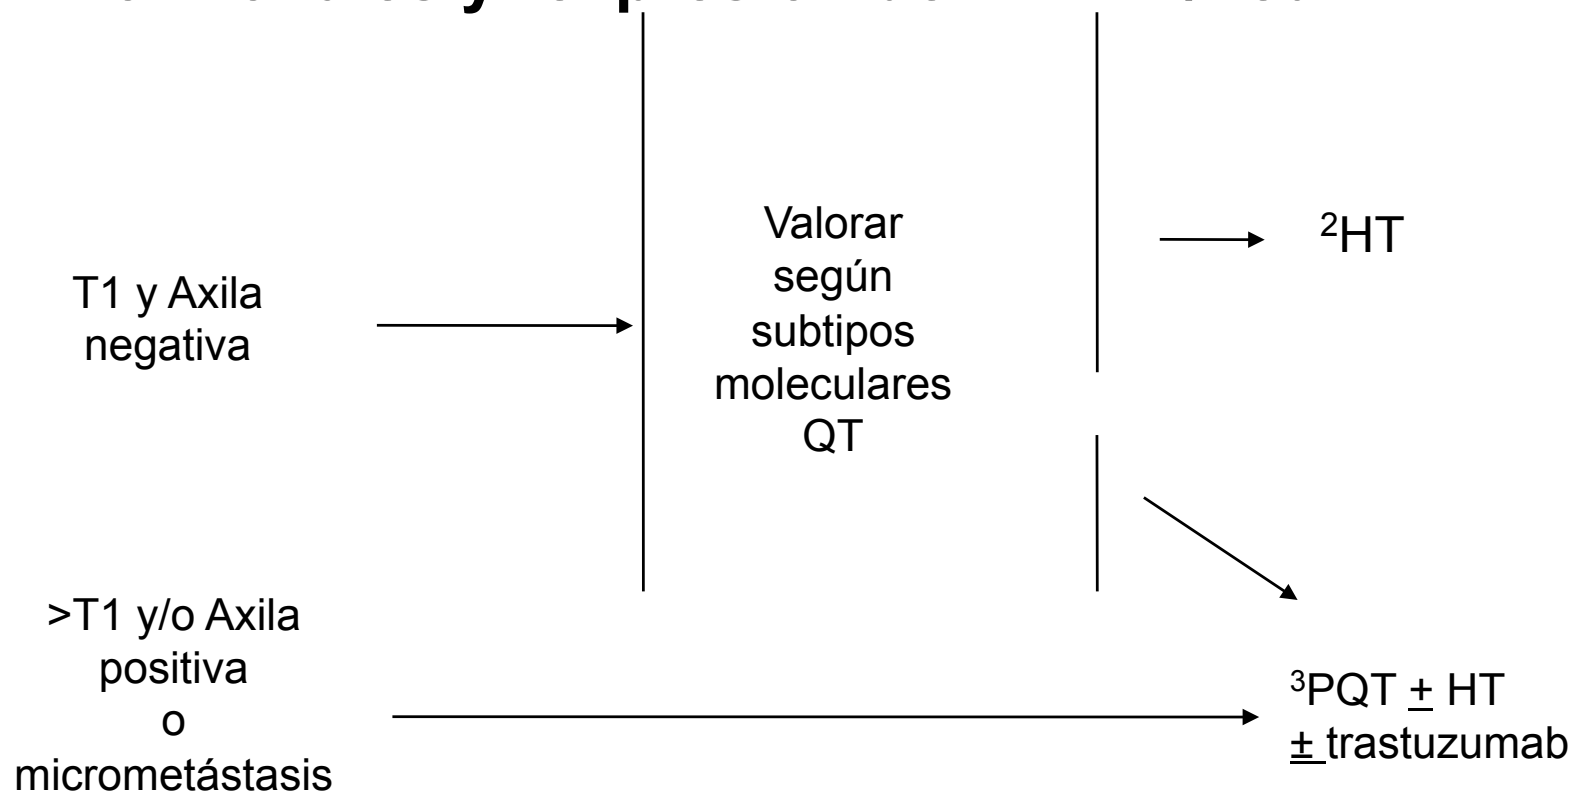 T1 y Axila
negativa
Valorar
según
subtipos
moleculares
QT
²HT
>T1 y/o Axila
positiva
o
micrometástasis
³PQT ± HT
± trastuzumab